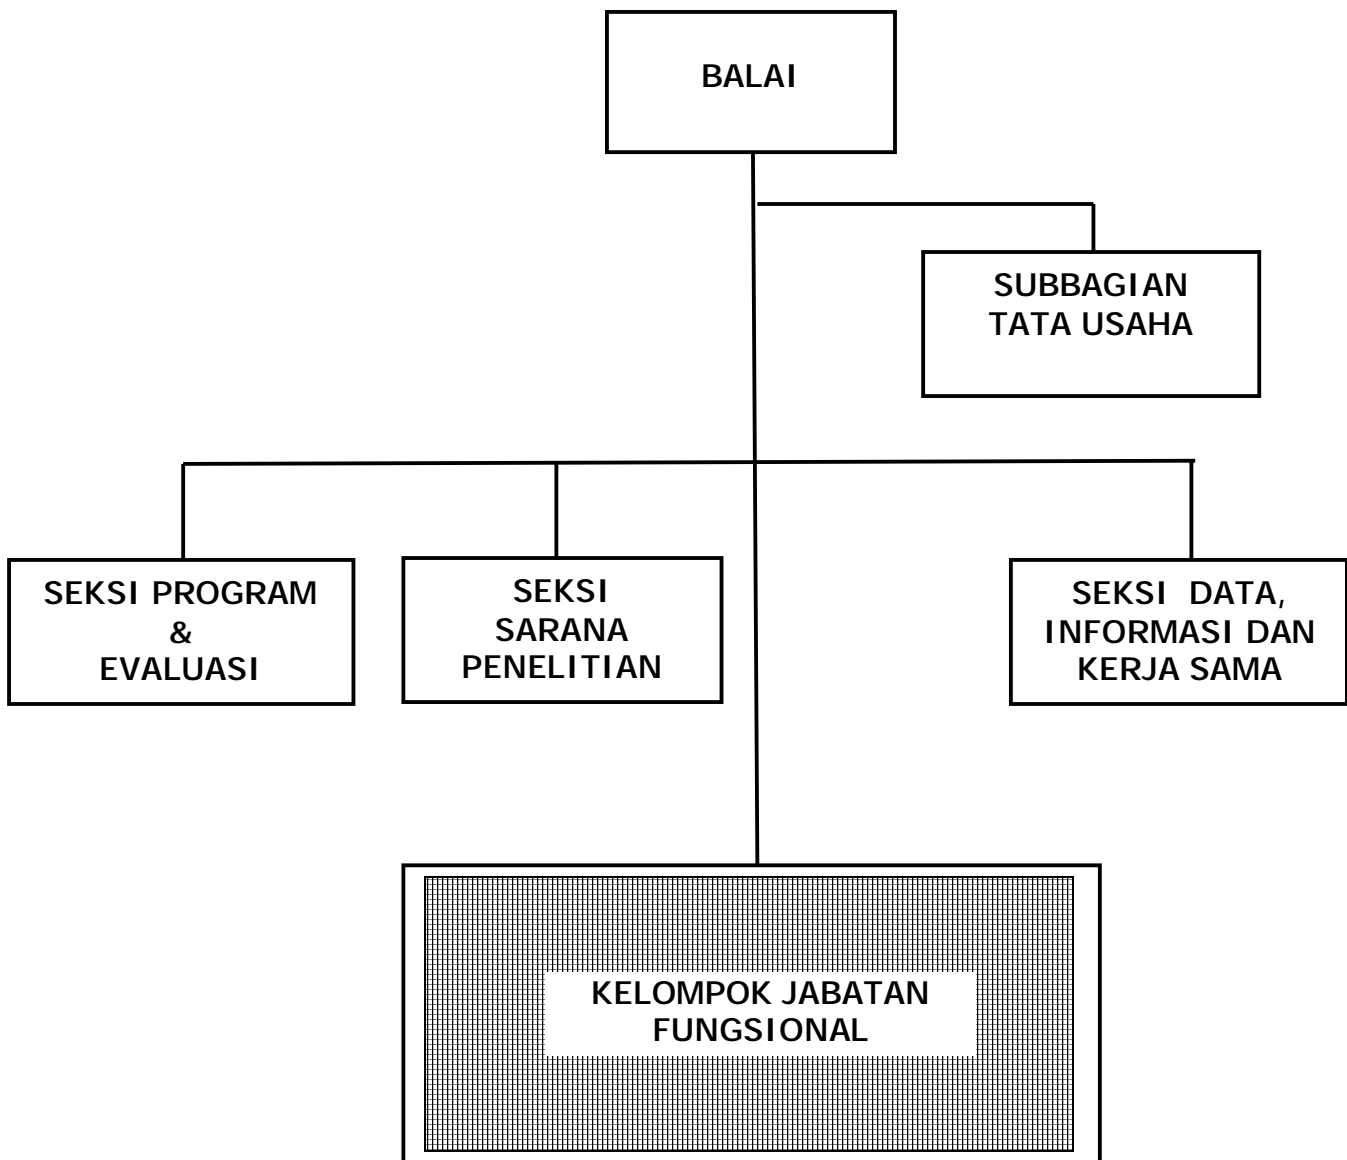 BALAI
SUBBAGIAN
TATA USAHA
SEKSI PROGRAM
&
EVALUASI
SEKSI
SARANA
PENELITIAN
SEKSI DATA,
INFORMASI DAN
KERJA SAMA
KELOMPOK JABATAN
FUNGSIONAL